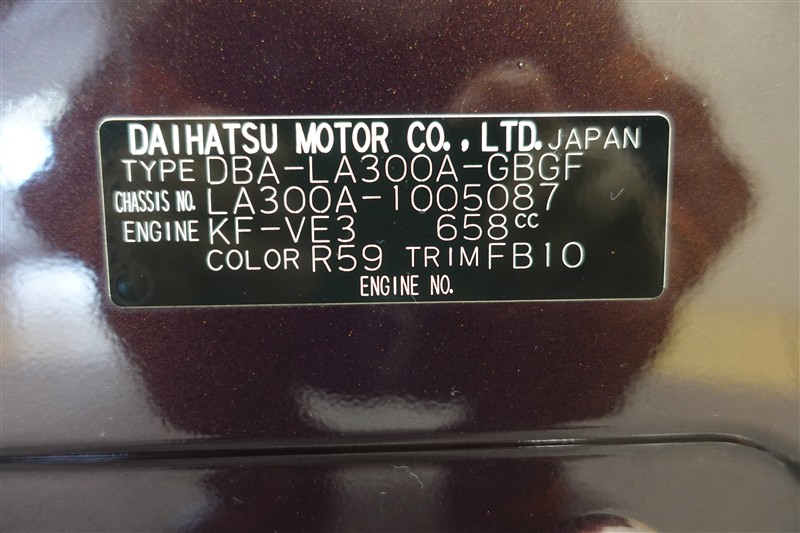 DAIHATSU MOTOR CO., LTD. JAPAN
TYPE DBA-LA300A-GBGF
CHASSIS NO. LA300A-1005087
ENGINE KF-VE3 658cc
COLOR R59 TRIM FB10
ENGINE NO.